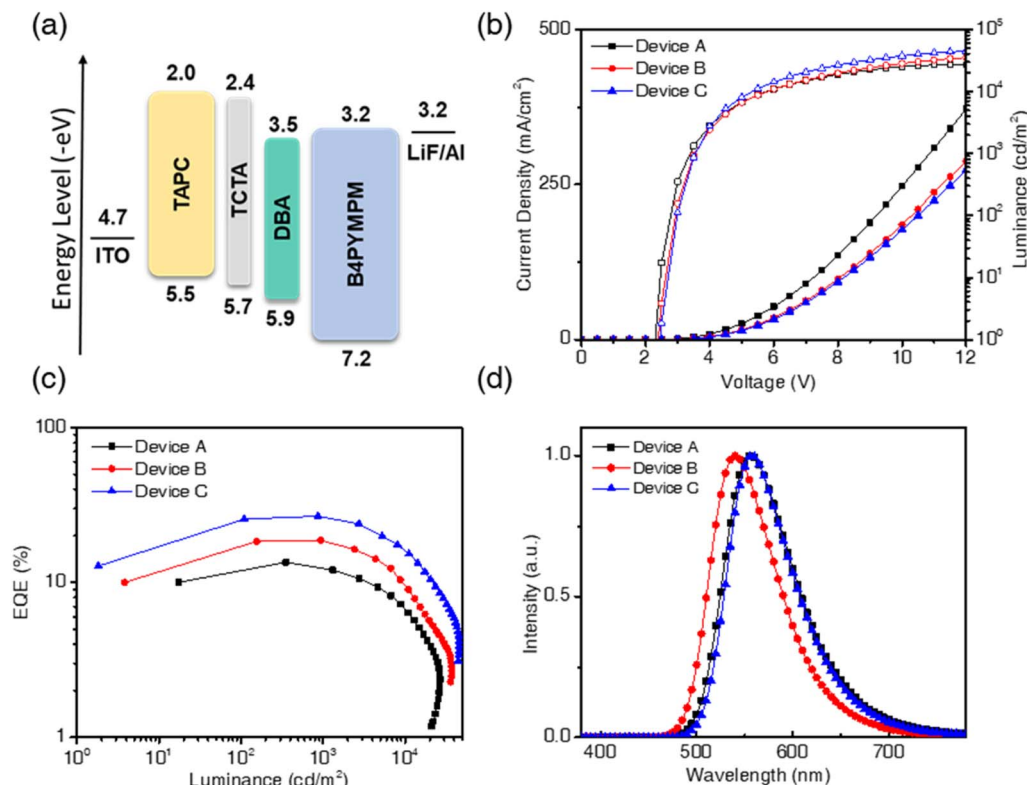 (a)
Energy Level (-eV)
4.7
ITO
2.0
TAPC
5.5
2.4
TCTA
5.7
3.5
DBA
5.9
3.2
B4PYMPM
7.2
3.2
LiF/Al
(b)
Device A
Device B
Device C
500
250
0
Current Density (mA/cm²)
10⁵
10⁴
10³
10²
10¹
10⁰
Luminance (cd/m²)
0 2 4 6 8 10 12
Voltage (V)
(c)
Device A
Device B
Device C
100
10
1
EQE (%)
10⁰ 10¹ 10² 10³ 10⁴
Luminance (cd/m²)
(d)
Device A
Device B
Device C
1.0
0.5
0.0
Intensity (a.u.)
400 500 600 700
Wavelength (nm)